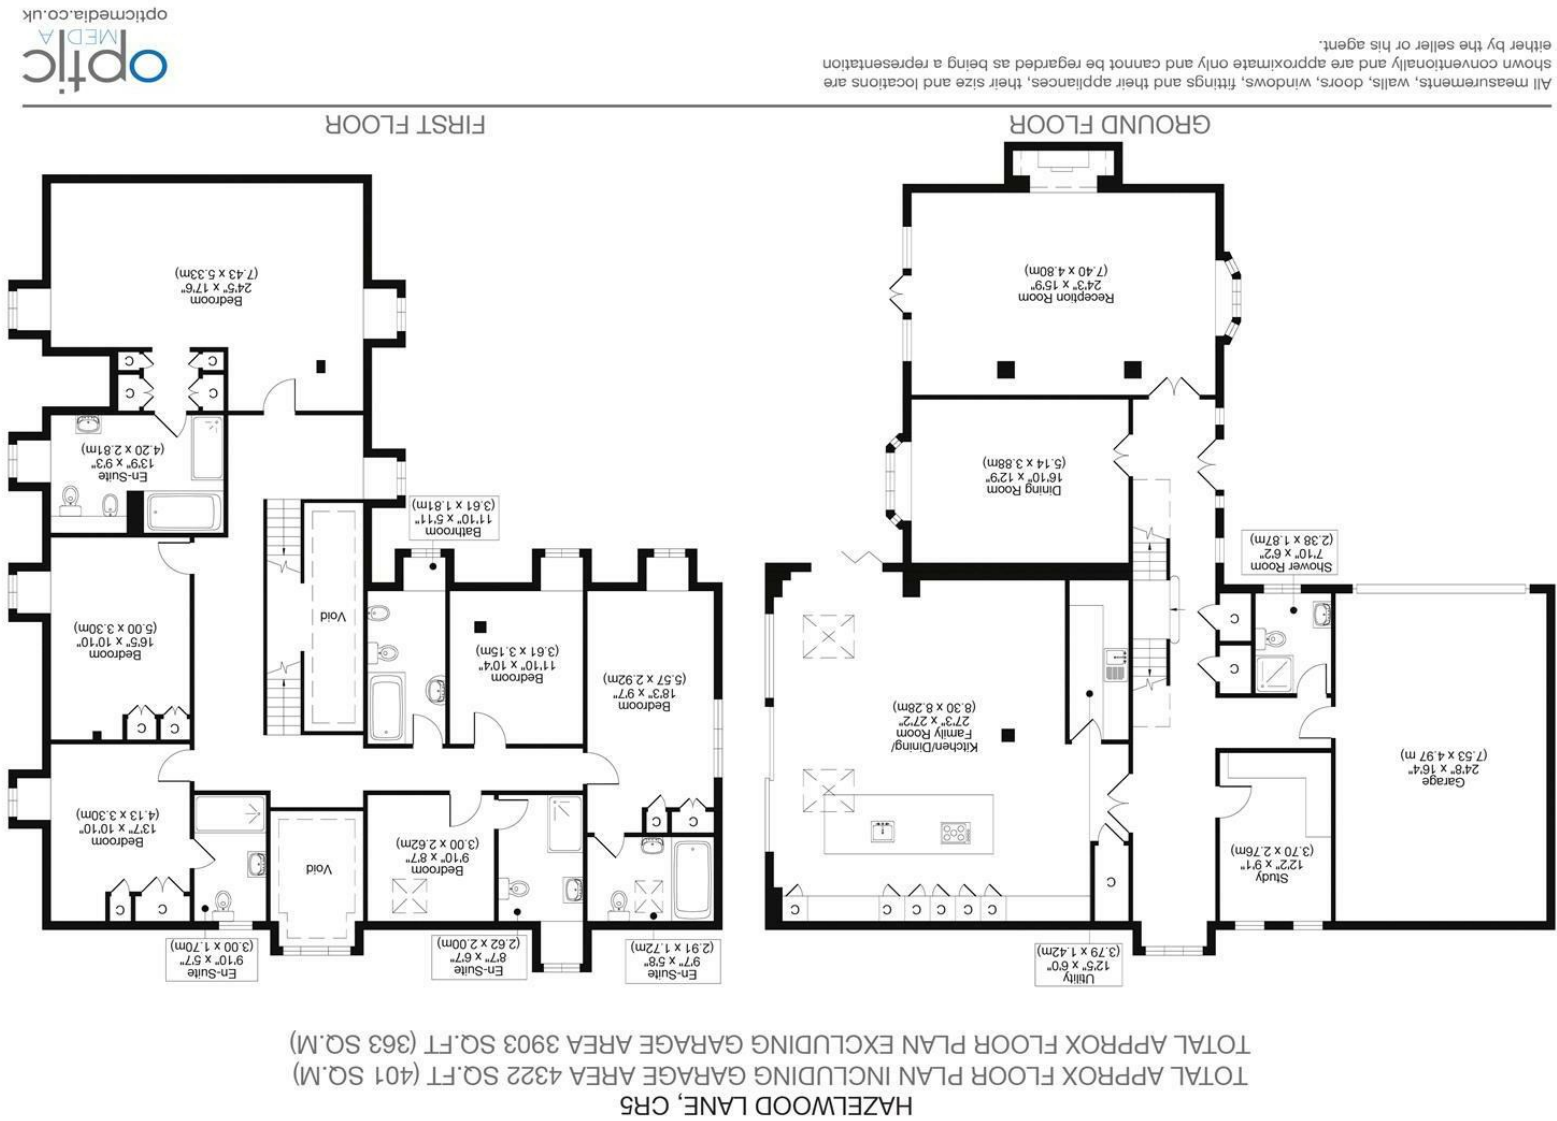 HAZELWOOD LANE, CR5
TOTAL APPROX FLOOR PLAN INCLUDING GARAGE AREA 4322 SQ.FT (401 SQ.M)
TOTAL APPROX FLOOR PLAN EXCLUDING GARAGE AREA 3903 SQ.FT (363 SQ.M)
Utility
12'5" x 6'0"
(3.79 x 1.42m)
C
C
C
C
C
C
C
Study
12'2" x 9'1"
(3.70 x 2.76m)
Garage
24'8" x 16'4"
(7.53 x 4.97 m)
Kitchen/Dining/
Family Room
27'3" x 27'2"
(8.30 x 8.28m)
C
C
Shower Room
7'10" x 6'2"
(2.38 x 1.87m)
Dining Room
16'10" x 12'9"
(5.14 x 3.88m)
Reception Room
24'3" x 15'9"
(7.40 x 4.80m)
GROUND FLOOR
En-Suite
9'7" x 5'8
(2.91 x 1.72m)
En-Suite
8'7" x 6'7"
(2.62 x 2.00m)
En-Suite
9'10" x 5'7"
(3.00 x 1.70m)
C
C
Bedroom
9'10" x 8'7"
(3.00 x 2.62m)
Void
Bedroom
13'7" x 10'10"
(4.13 x 3.30m)
C
C
C
C
Bedroom
18'3" x 9'7"
(5.57 x 2.92m)
Bedroom
11'10" x 10'4"
(3.61 x 3.15m)
Void
Bedroom
16'5" x 10'10"
(5.00 x 3.30m)
Bathroom
11'10" x 5'11"
(3.61 x 1.81m)
En-Suite
13'9" x 9'3"
(4.20 x 2.81m)
C
C
C
C
Bedroom
24'5" x 17'6"
(7.43 x 5.33m)
FIRST FLOOR
All measurements, walls, doors, windows, fittings and their appliances, their size and locations are
shown conventionally and are approximate only and cannot be regarded as being a representation
either by the seller or his agent.
optic
MEDIA
opticmedia.co.uk